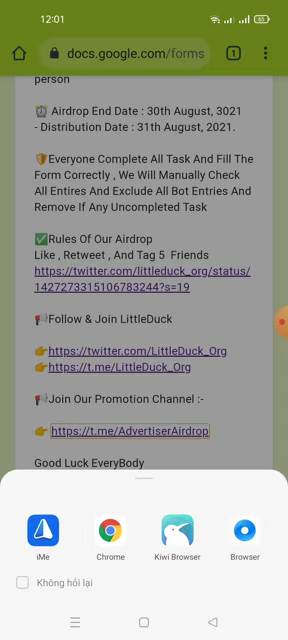 12:01
65
docs.google.com/forms
1
person
⏰ Airdrop End Date : 30th August, 3021
- Distribution Date : 31th August, 2021.
🛡️Everyone Complete All Task And Fill The
Form Correctly , We Will Manually Check
All Entires And Exclude All Bot Entries And
Remove If Any Uncompleted Task
✅Rules Of Our Airdrop
Like , Retweet , And Tag 5 Friends
https://twitter.com/littleduck_org/status/
1427273315106783244?s=19
📢Follow & Join LittleDuck
👉https://twitter.com/LittleDuck_Org
👉https://t.me/LittleDuck_Org
📢Join Our Promotion Channel :-
👉 https://t.me/AdvertiserAirdrop
Good Luck EveryBody
iMe
Chrome
Kiwi Browser
Browser
Không hỏi lại